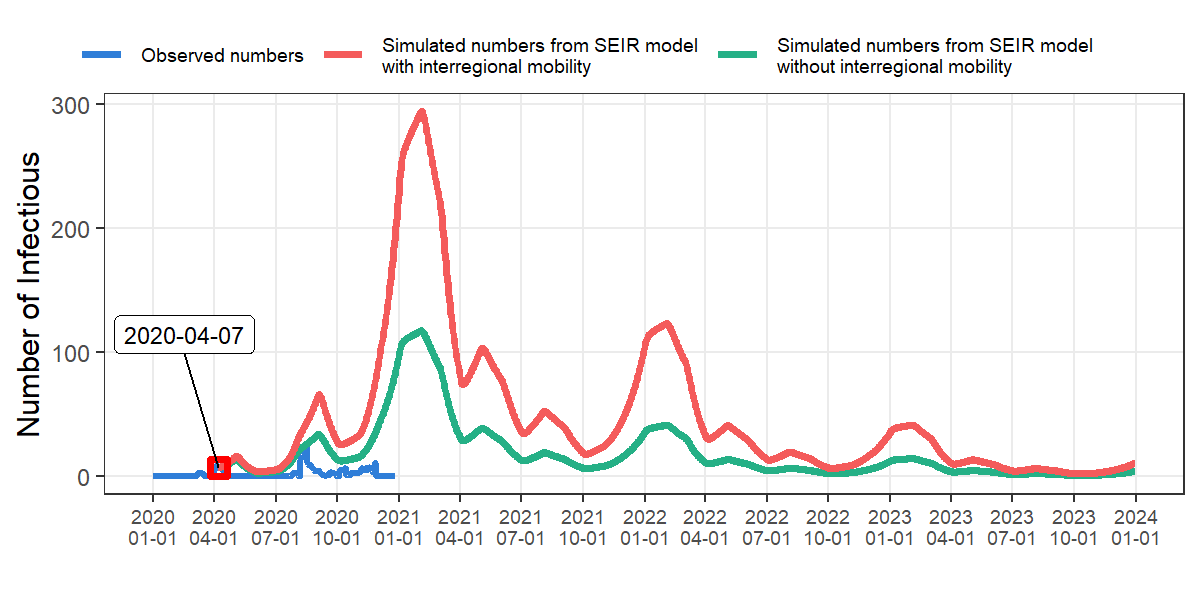 Observed numbers
Simulated numbers from SEIR model
with interregional mobility
Simulated numbers from SEIR model
without interregional mobility
Number of Infectious
300
200
100
0
2020-04-07
2020 2020 2020 2020 2021 2021 2021 2021 2022 2022 2022 2022 2023 2023 2023 2023 2024
01-01 04-01 07-01 10-01 01-01 04-01 07-01 10-01 01-01 04-01 07-01 10-01 01-01 04-01 07-01 10-01 01-01